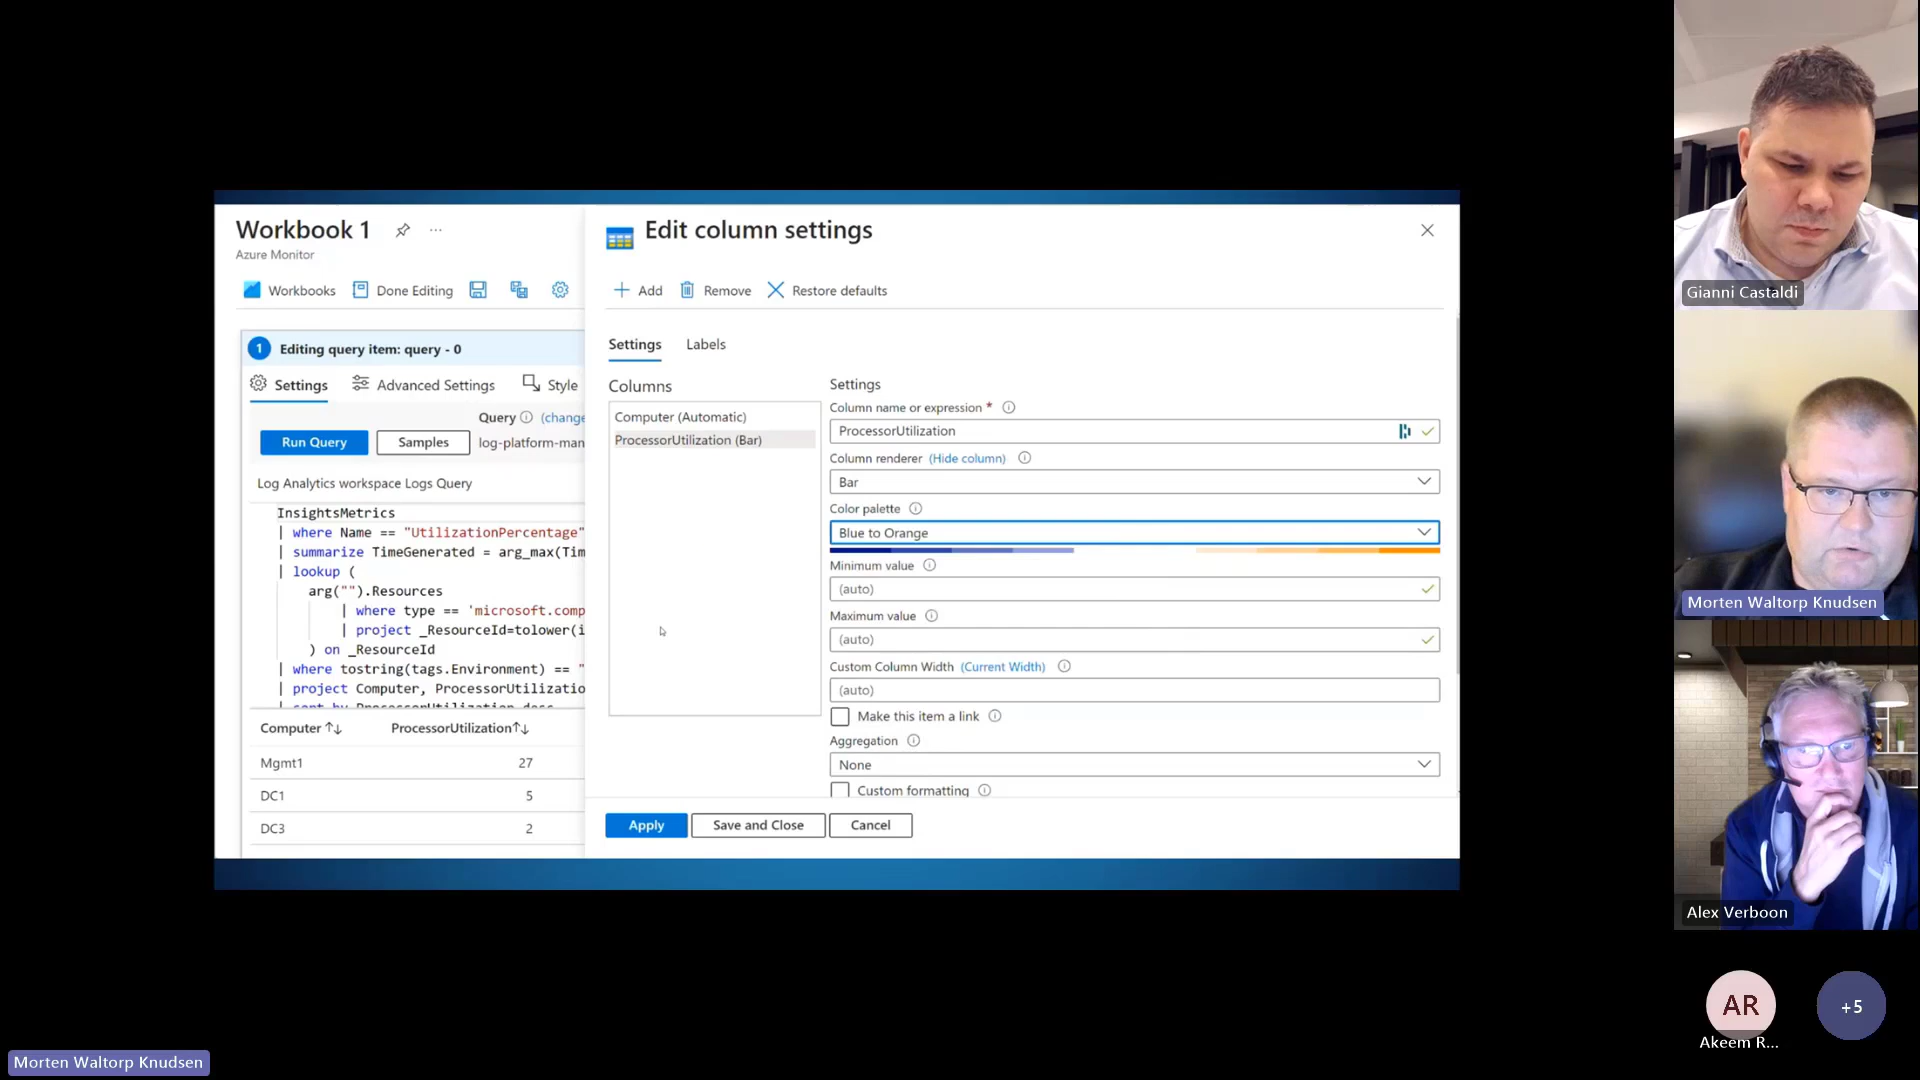 Workbook 1 ...
Azure Monitor
Workbooks Done Editing
1 Editing query item: query - 0
Settings Advanced Settings Style
Query (change
Run Query Samples log-platform-man
Log Analytics workspace Logs Query
InsightsMetrics
| where Name == "UtilizationPercentage"
| summarize TimeGenerated = arg_max(Tim
| lookup (
arg("").Resources
| where type == 'microsoft.comp
| project _ResourceId=tolower(i
) on _ResourceId
| where tostring(tags.Environment) == "
| project Computer, ProcessorUtilizatio
| sort by ProcessorUtilization desc
Computer ↑↓ ProcessorUtilization↑↓
Mgmt1 27
DC1 5
DC3 2
Edit column settings
Add Remove Restore defaults
Settings Labels
Columns
Computer (Automatic)
ProcessorUtilization (Bar)
Settings
Column name or expression *
ProcessorUtilization
Column renderer (Hide column)
Bar
Color palette
Blue to Orange
Minimum value
(auto)
Maximum value
(auto)
Custom Column Width (Current Width)
(auto)
Make this item a link
Aggregation
None
Custom formatting
Apply Save and Close Cancel
Gianni Castaldi
Morten Waltorp Knudsen
Alex Verboon
AR
Akeem R...
+5
Morten Waltorp Knudsen